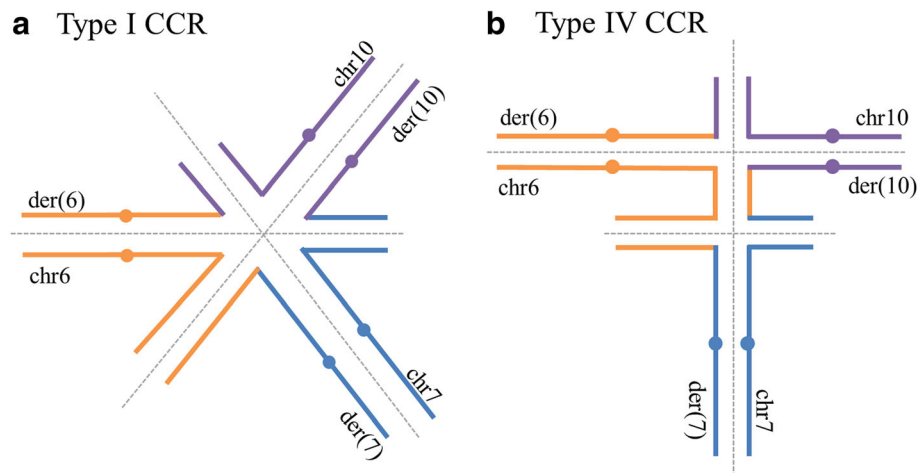 a Type I CCR
chr10
der(10)
der(6)
chr6
chr7
der(7)
b Type IV CCR
der(6)
chr10
chr6
der(10)
der(7)
chr7